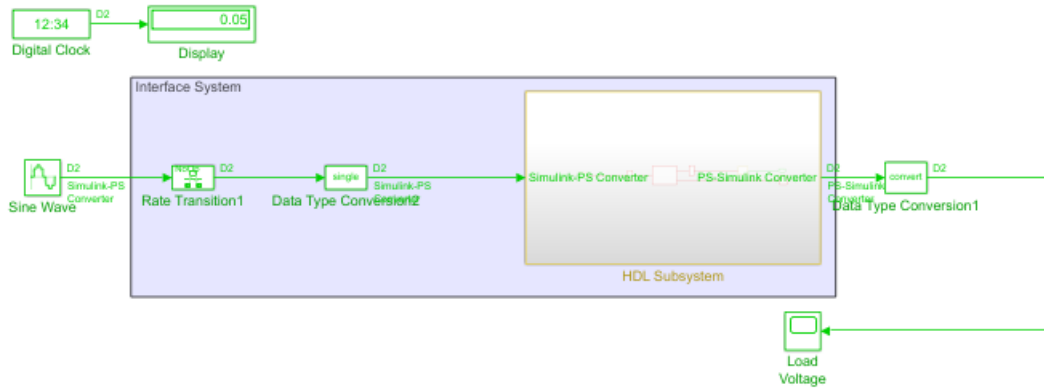 12:34
D2
0.05
Digital Clock
Display
Interface System
D2
Simulink-PS
Converter
Sine Wave
NoOp
D2
Rate Transition1
single
D2
Simulink-PS
Converter
Data Type Conversion2
Simulink-PS Converter
PS-Simulink Converter
HDL Subsystem
D2
PS-Simulink
Converter
convert
D2
Data Type Conversion1
Load
Voltage